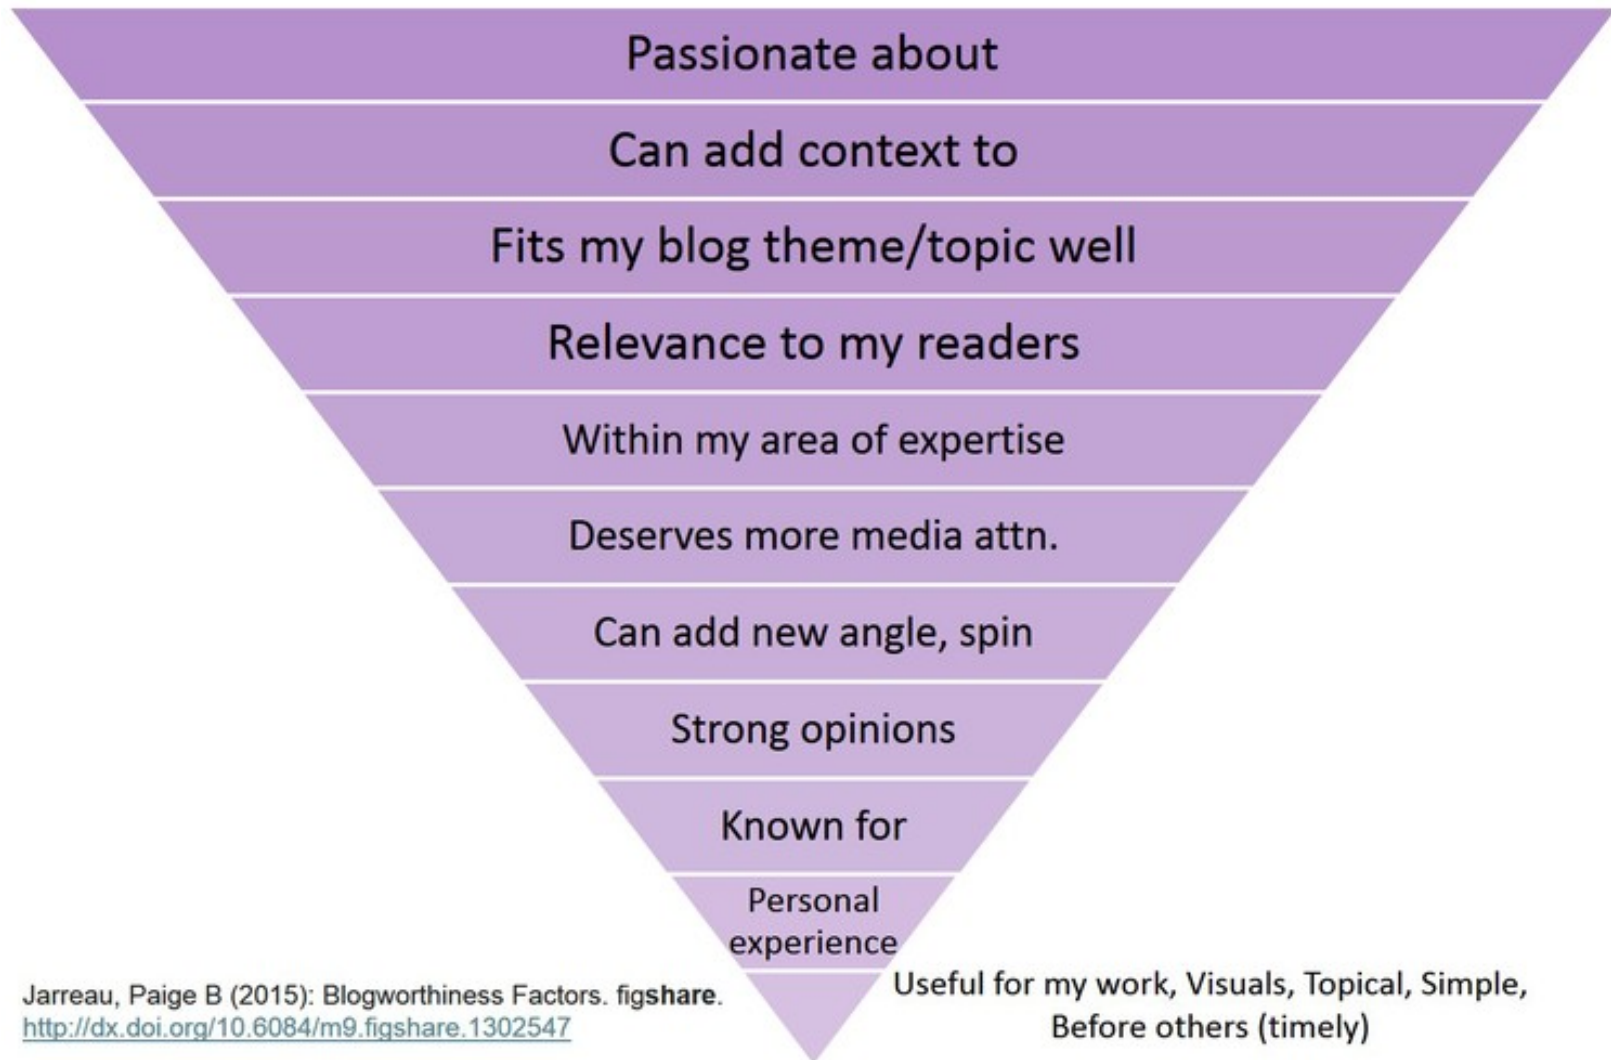 Passionate about
Can add context to
Fits my blog theme/topic well
Relevance to my readers
Within my area of expertise
Deserves more media attn.
Can add new angle, spin
Strong opinions
Known for
Personal
experience
Useful for my work, Visuals, Topical, Simple,
Before others (timely)
Jarreau, Paige B (2015): Blogworthiness Factors. figshare.
http://dx.doi.org/10.6084/m9.figshare.1302547